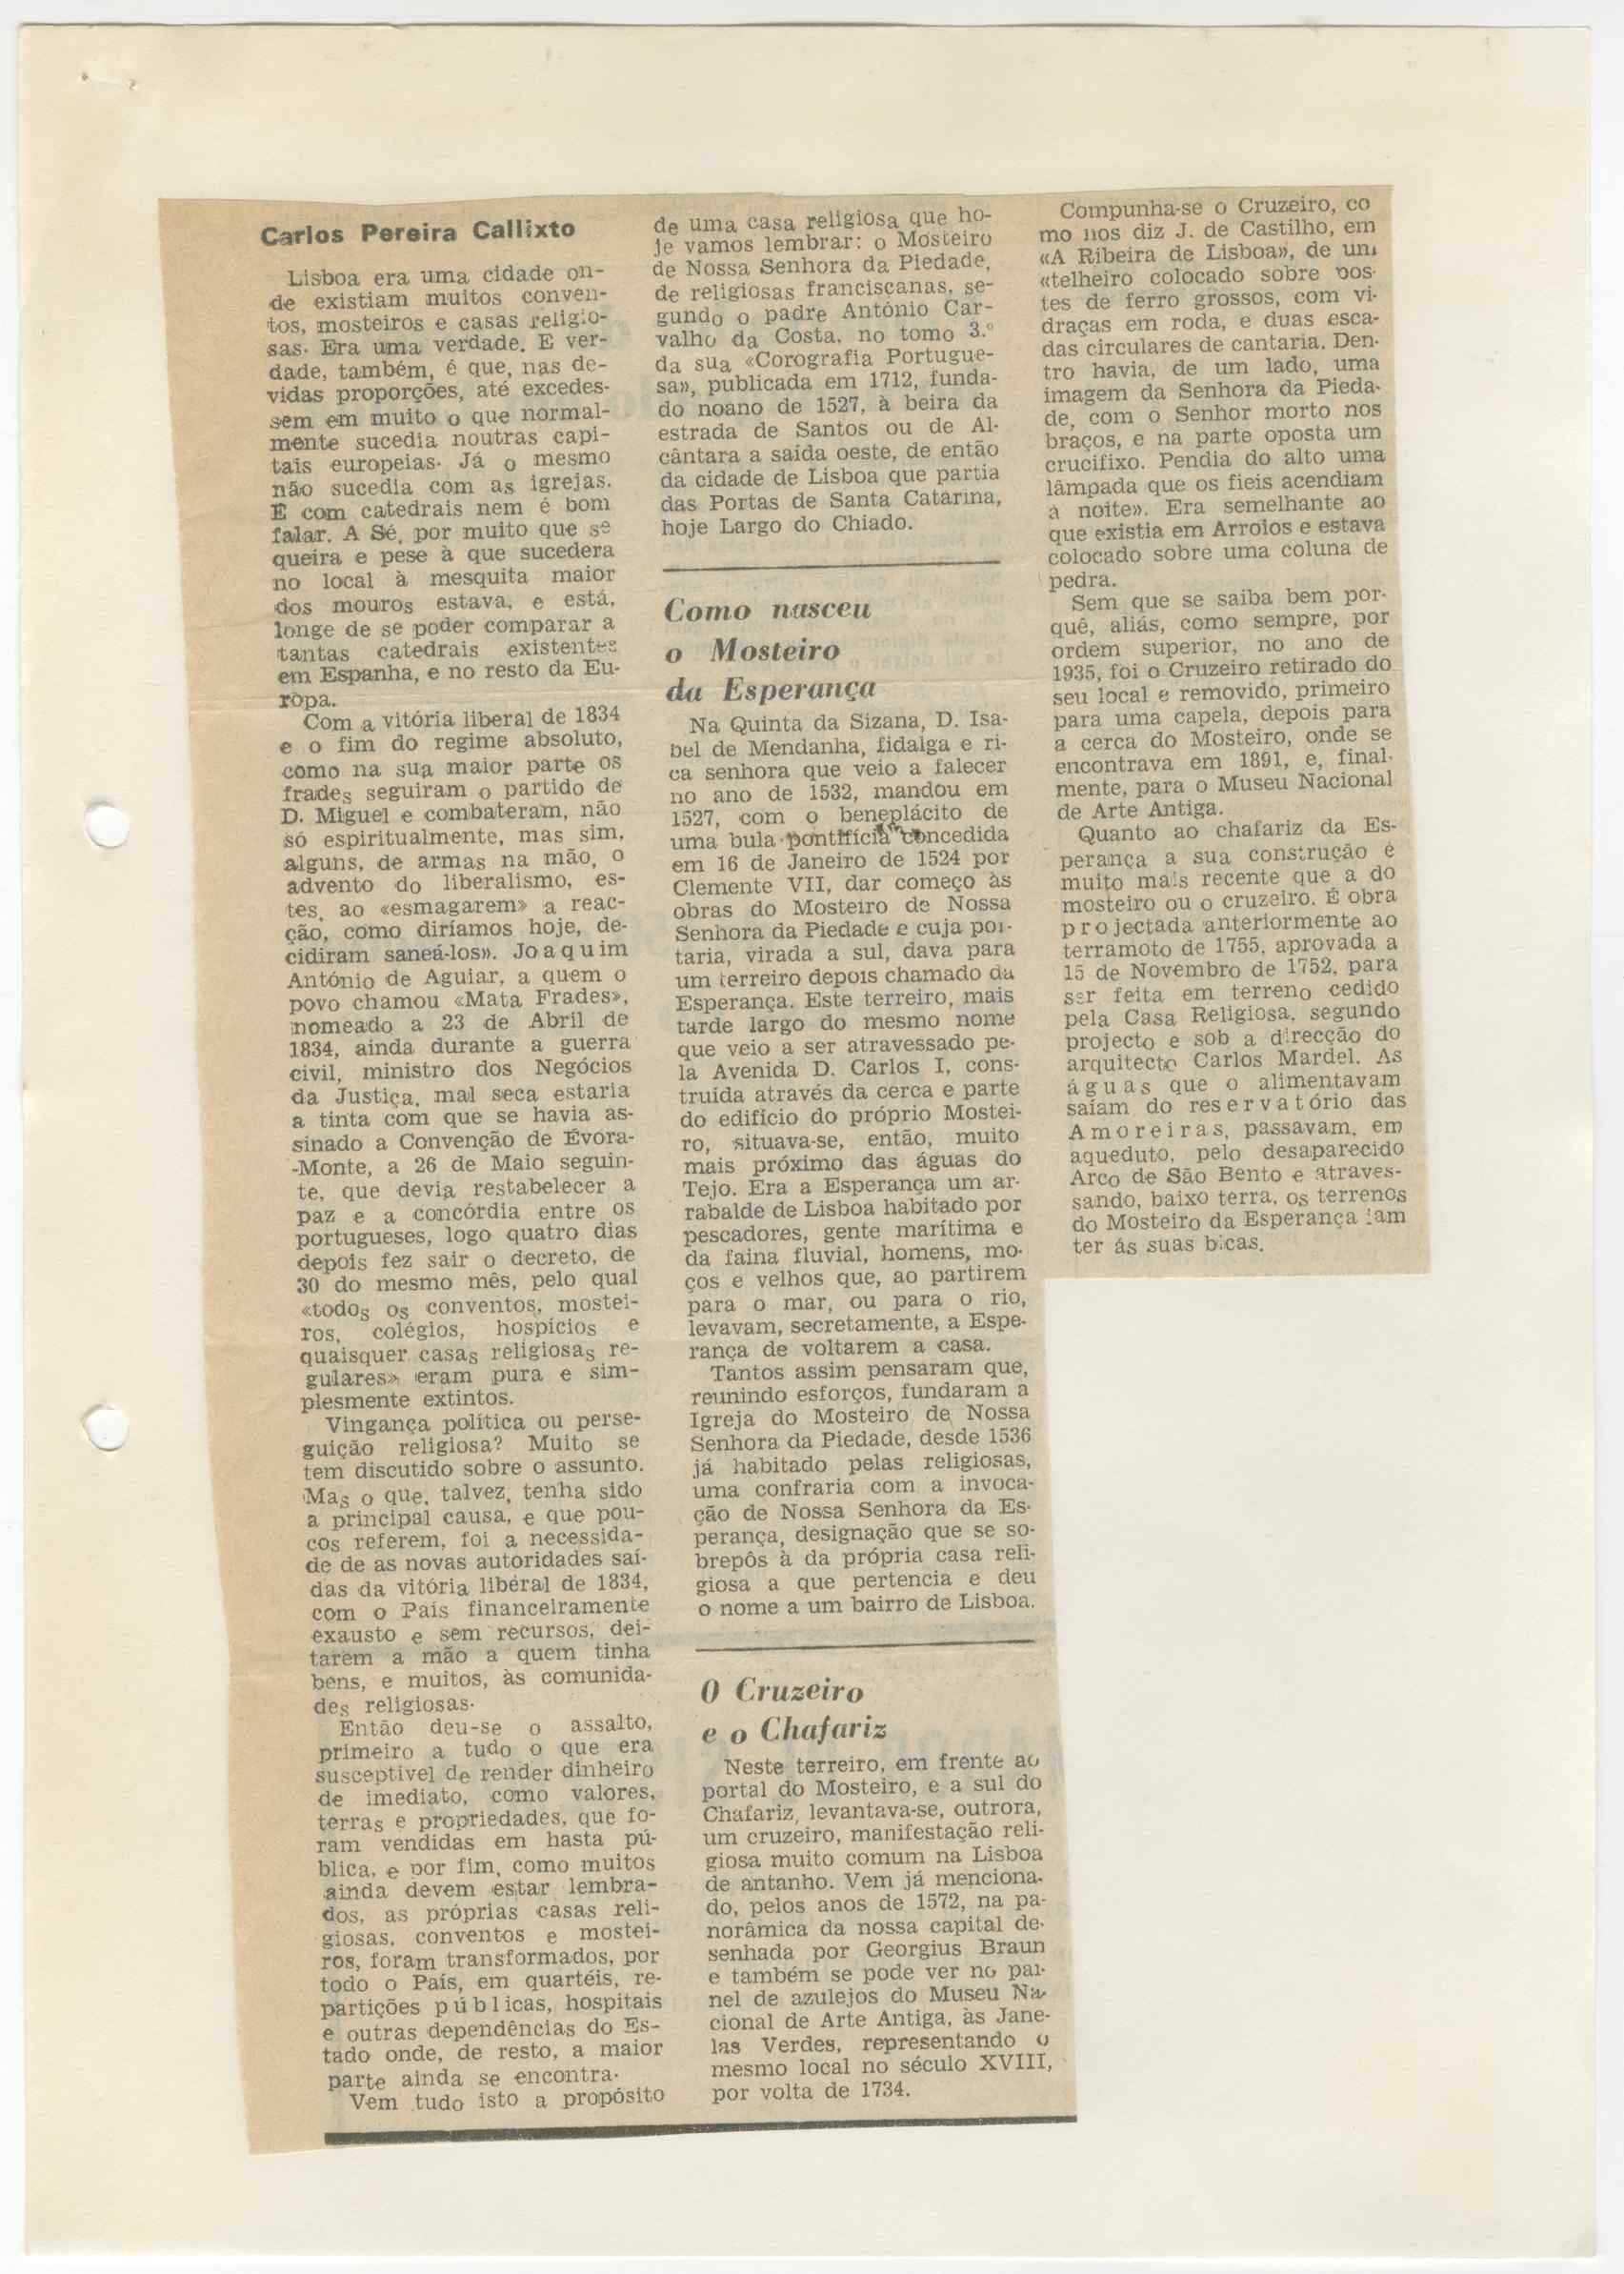 Carlos Pereira Callixto
Lisboa era uma cidade on-
de existiam muitos conven-
tos, mosteiros e casas religio-
sas. Era uma verdade. E ver-
dade, também, é que, nas de-
vidas proporções, até excedes-
sem em muito o que normal-
mente sucedia noutras capi-
tais europeias. Já o mesmo
não sucedia com as igrejas.
E com catedrais nem é bom
falar. A Sé, por muito que se
queira e pese à que sucedera
no local à mesquita maior
dos mouros estava, e está,
longe de se poder comparar a
tantas catedrais existentes
em Espanha, e no resto da Eu-
ropa.
Com a vitória liberal de 1834
e o fim do regime absoluto,
como na sua maior parte os
frades seguiram o partido de
D. Miguel e combateram, não
só espiritualmente, mas sim,
alguns, de armas na mão, o
advento do liberalismo, es-
tes, ao «esmagarem» a reac-
ção, como diríamos hoje, de-
cidiram saneá-los». Joaquim
António de Aguiar, a quem o
povo chamou «Mata Frades»,
nomeado a 23 de Abril de
1834, ainda durante a guerra
civil, ministro dos Negócios
da Justiça, mal seca estaria
a tinta com que se havia as-
sinado a Convenção de Évora-
-Monte, a 26 de Maio seguin-
te, que devia restabelecer a
paz e a concórdia entre os
portugueses, logo quatro dias
depois fez sair o decreto, de
30 do mesmo mês, pelo qual
«todos os conventos, mostei-
ros, colégios, hospícios e
quaisquer casas religiosas re-
gulares» eram pura e sim-
plesmente extintos.
Vingança política ou perse-
guição religiosa? Muito se
tem discutido sobre o assunto.
Mas o que, talvez, tenha sido
a principal causa, e que pou-
cos referem, foi a necessida-
de de as novas autoridades saí-
das da vitória liberal de 1834,
com o País financeiramente
exausto e sem recursos, dei-
tarem a mão a quem tinha
bens, e muitos, às comunida-
des religiosas.
Então deu-se o assalto,
primeiro a tudo o que era
susceptível de render dinheiro
de imediato, como valores,
terras e propriedades, que fo-
ram vendidas em hasta pú-
blica, e por fim, como muitos
ainda devem estar lembra-
dos, as próprias casas reli-
giosas, conventos e mostei-
ros, foram transformados, por
todo o País, em quartéis, re-
partições públicas, hospitais
e outras dependências do Es-
tado onde, de resto, a maior
parte ainda se encontra.
Vem tudo isto a propósito
de uma casa religiosa que ho-
je vamos lembrar: o Mosteiro
de Nossa Senhora da Piedade,
de religiosas franciscanas, se-
gundo o padre António Car-
valho da Costa, no tomo 3.º
da sua «Corografia Portugue-
sa», publicada em 1712, funda-
do noano de 1527, à beira da
estrada de Santos ou de Al-
cântara a saída oeste, de então
da cidade de Lisboa que partia
das Portas de Santa Catarina,
hoje Largo do Chiado.
Como nasceu
o Mosteiro
da Esperança
Na Quinta da Sizana, D. Isa-
bel de Mendanha, fidalga e ri-
ca senhora que veio a falecer
no ano de 1532, mandou em
1527, com o beneplácito de
uma bula pontifícia concedida
em 16 de Janeiro de 1524 por
Clemente VII, dar começo às
obras do Mosteiro de Nossa
Senhora da Piedade e cuja por-
taria, virada a sul, dava para
um terreiro depois chamado da
Esperança. Este terreiro, mais
tarde largo do mesmo nome
que veio a ser atravessado pe-
la Avenida D. Carlos I, cons-
truída através da cerca e parte
do edifício do próprio Mostei-
ro, situava-se, então, muito
mais próximo das águas do
Tejo. Era a Esperança um ar-
rabalde de Lisboa habitado por
pescadores, gente marítima e
da faina fluvial, homens, mo-
ços e velhos que, ao partirem
para o mar, ou para o rio,
levavam, secretamente, a Espe-
rança de voltarem a casa.
Tantos assim pensaram que,
reunindo esforços, fundaram a
Igreja do Mosteiro de Nossa
Senhora da Piedade, desde 1536
já habitado pelas religiosas,
uma confraria com a invoca-
ção de Nossa Senhora da Es-
perança, designação que se so-
brepôs à da própria casa reli-
giosa a que pertencia e deu
o nome a um bairro de Lisboa.
O Cruzeiro
e o Chafariz
Neste terreiro, em frente ao
portal do Mosteiro, e a sul do
Chafariz, levantava-se, outrora,
um cruzeiro, manifestação reli-
giosa muito comum na Lisboa
de antanho. Vem já menciona-
do, pelos anos de 1572, na pa-
norâmica da nossa capital de-
senhada por Georgius Braun
e também se pode ver no pai-
nel de azulejos do Museu Na-
cional de Arte Antiga, às Jane-
las Verdes, representando o
mesmo local no século XVIII,
por volta de 1734.
Compunha-se o Cruzeiro, co
mo nos diz J. de Castilho, em
«A Ribeira de Lisboa», de um
«telheiro colocado sobre pos-
tes de ferro grossos, com vi-
draças em roda, e duas esca-
das circulares de cantaria. Den-
tro havia, de um lado, uma
imagem da Senhora da Pieda-
de, com o Senhor morto nos
braços, e na parte oposta um
crucifixo. Pendia do alto uma
lâmpada que os fieis acendiam
à noite». Era semelhante ao
que existia em Arroios e estava
colocado sobre uma coluna de
pedra.
Sem que se saiba bem por-
quê, aliás, como sempre, por
ordem superior, no ano de
1935, foi o Cruzeiro retirado do
seu local e removido, primeiro
para uma capela, depois para
a cerca do Mosteiro, onde se
encontrava em 1891, e, final-
mente, para o Museu Nacional
de Arte Antiga.
Quanto ao chafariz da Es-
perança a sua construção é
muito mais recente que a do
mosteiro ou o cruzeiro. É obra
projectada anteriormente ao
terramoto de 1755, aprovada a
15 de Novembro de 1752, para
ser feita em terreno cedido
pela Casa Religiosa, segundo
projecto e sob a direcção do
arquitecto Carlos Mardel. As
águas que o alimentavam
saíam do reservatório das
Amoreiras, passavam, em
aqueduto, pelo desaparecido
Arco de São Bento e atraves-
sando, baixo terra, os terrenos
do Mosteiro da Esperança iam
ter ás suas bicas.